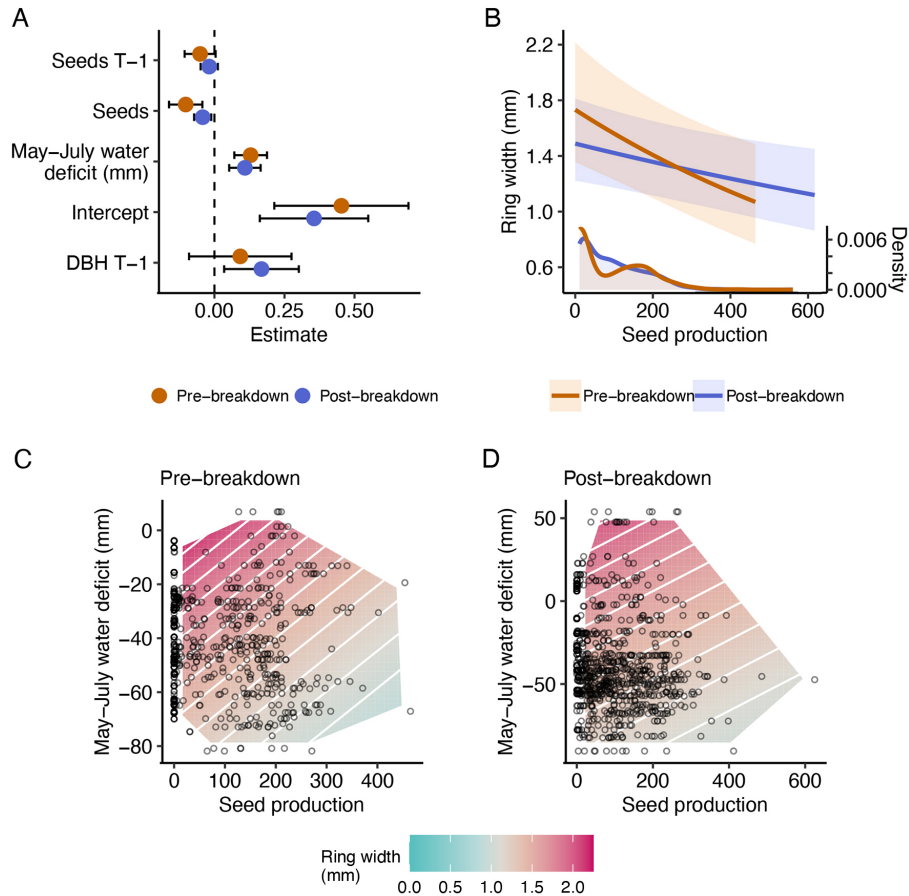 A
Seeds T−1
Seeds
May−July water
deficit (mm)
Intercept
DBH T−1
0.00 0.25 0.50
Estimate
B
2.2
1.8
1.4
1.0
0.6
Ring width (mm)
0.006
0.000
Density
0 200 400 600
Seed production
Pre−breakdown Post−breakdown
Pre−breakdown Post−breakdown
C
Pre−breakdown
0
−20
−40
−60
−80
May−July water deficit (mm)
0 100 200 300 400
Seed production
D
Post−breakdown
50
0
−50
May−July water deficit (mm)
0 200 400 600
Seed production
Ring width
(mm)
0.0 0.5 1.0 1.5 2.0